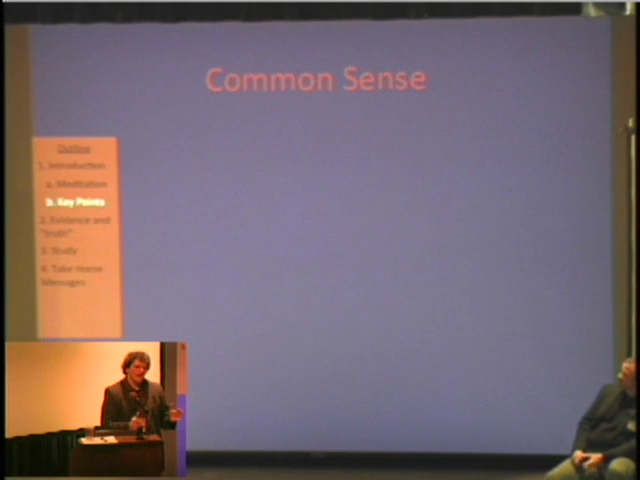 Common Sense
Outline
1. Introduction
a. Meditation
b. Key Points
2. Evidence and
"truth"
3. Study
4. Take Home
Messages